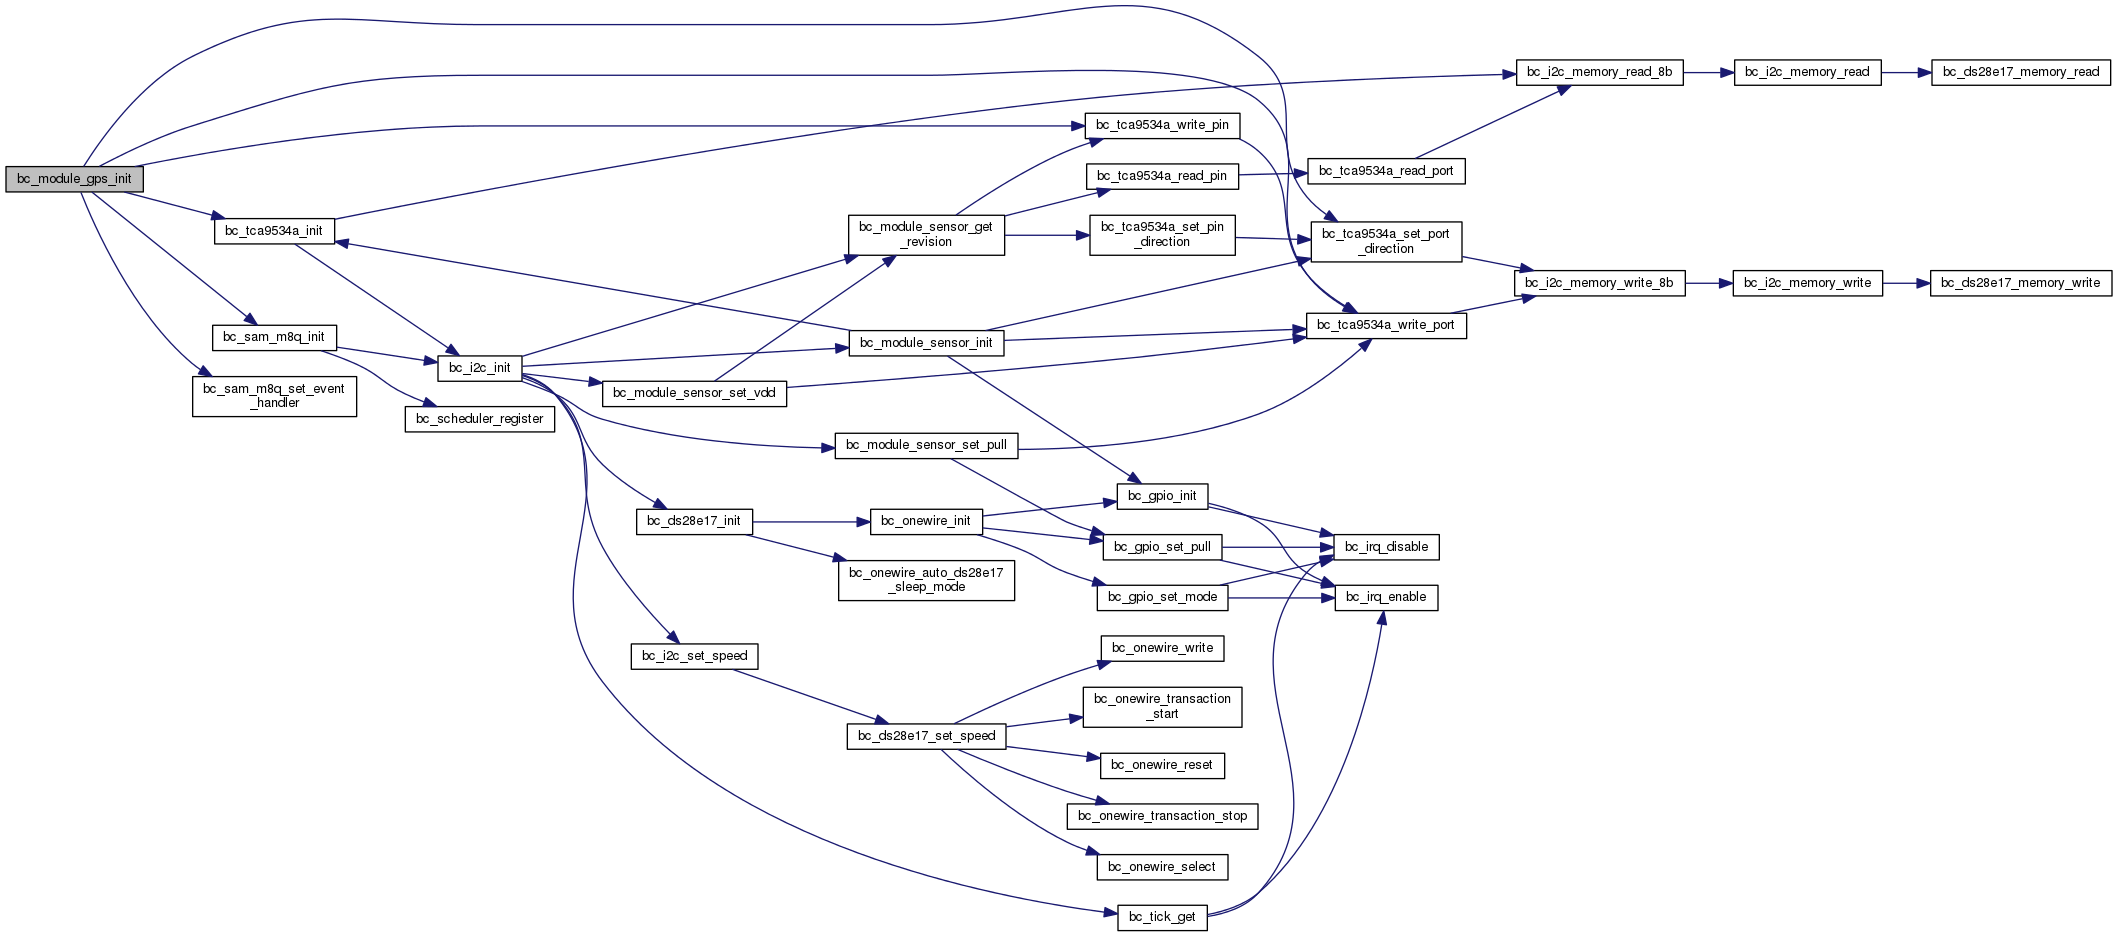 bc_module_gps_init
bc_tca9534a_init
bc_sam_m8q_init
bc_sam_m8q_set_event
_handler
bc_i2c_init
bc_scheduler_register
bc_module_sensor_set_vdd
bc_ds28e17_init
bc_i2c_set_speed
bc_module_sensor_get
_revision
bc_module_sensor_init
bc_module_sensor_set_pull
bc_onewire_init
bc_onewire_auto_ds28e17
_sleep_mode
bc_ds28e17_set_speed
bc_tca9534a_write_pin
bc_tca9534a_read_pin
bc_tca9534a_set_pin
_direction
bc_gpio_init
bc_gpio_set_pull
bc_gpio_set_mode
bc_onewire_write
bc_onewire_transaction
_start
bc_onewire_reset
bc_onewire_transaction_stop
bc_onewire_select
bc_tick_get
bc_tca9534a_read_port
bc_tca9534a_set_port
_direction
bc_tca9534a_write_port
bc_irq_disable
bc_irq_enable
bc_i2c_memory_read_8b
bc_i2c_memory_write_8b
bc_i2c_memory_read
bc_i2c_memory_write
bc_ds28e17_memory_read
bc_ds28e17_memory_write